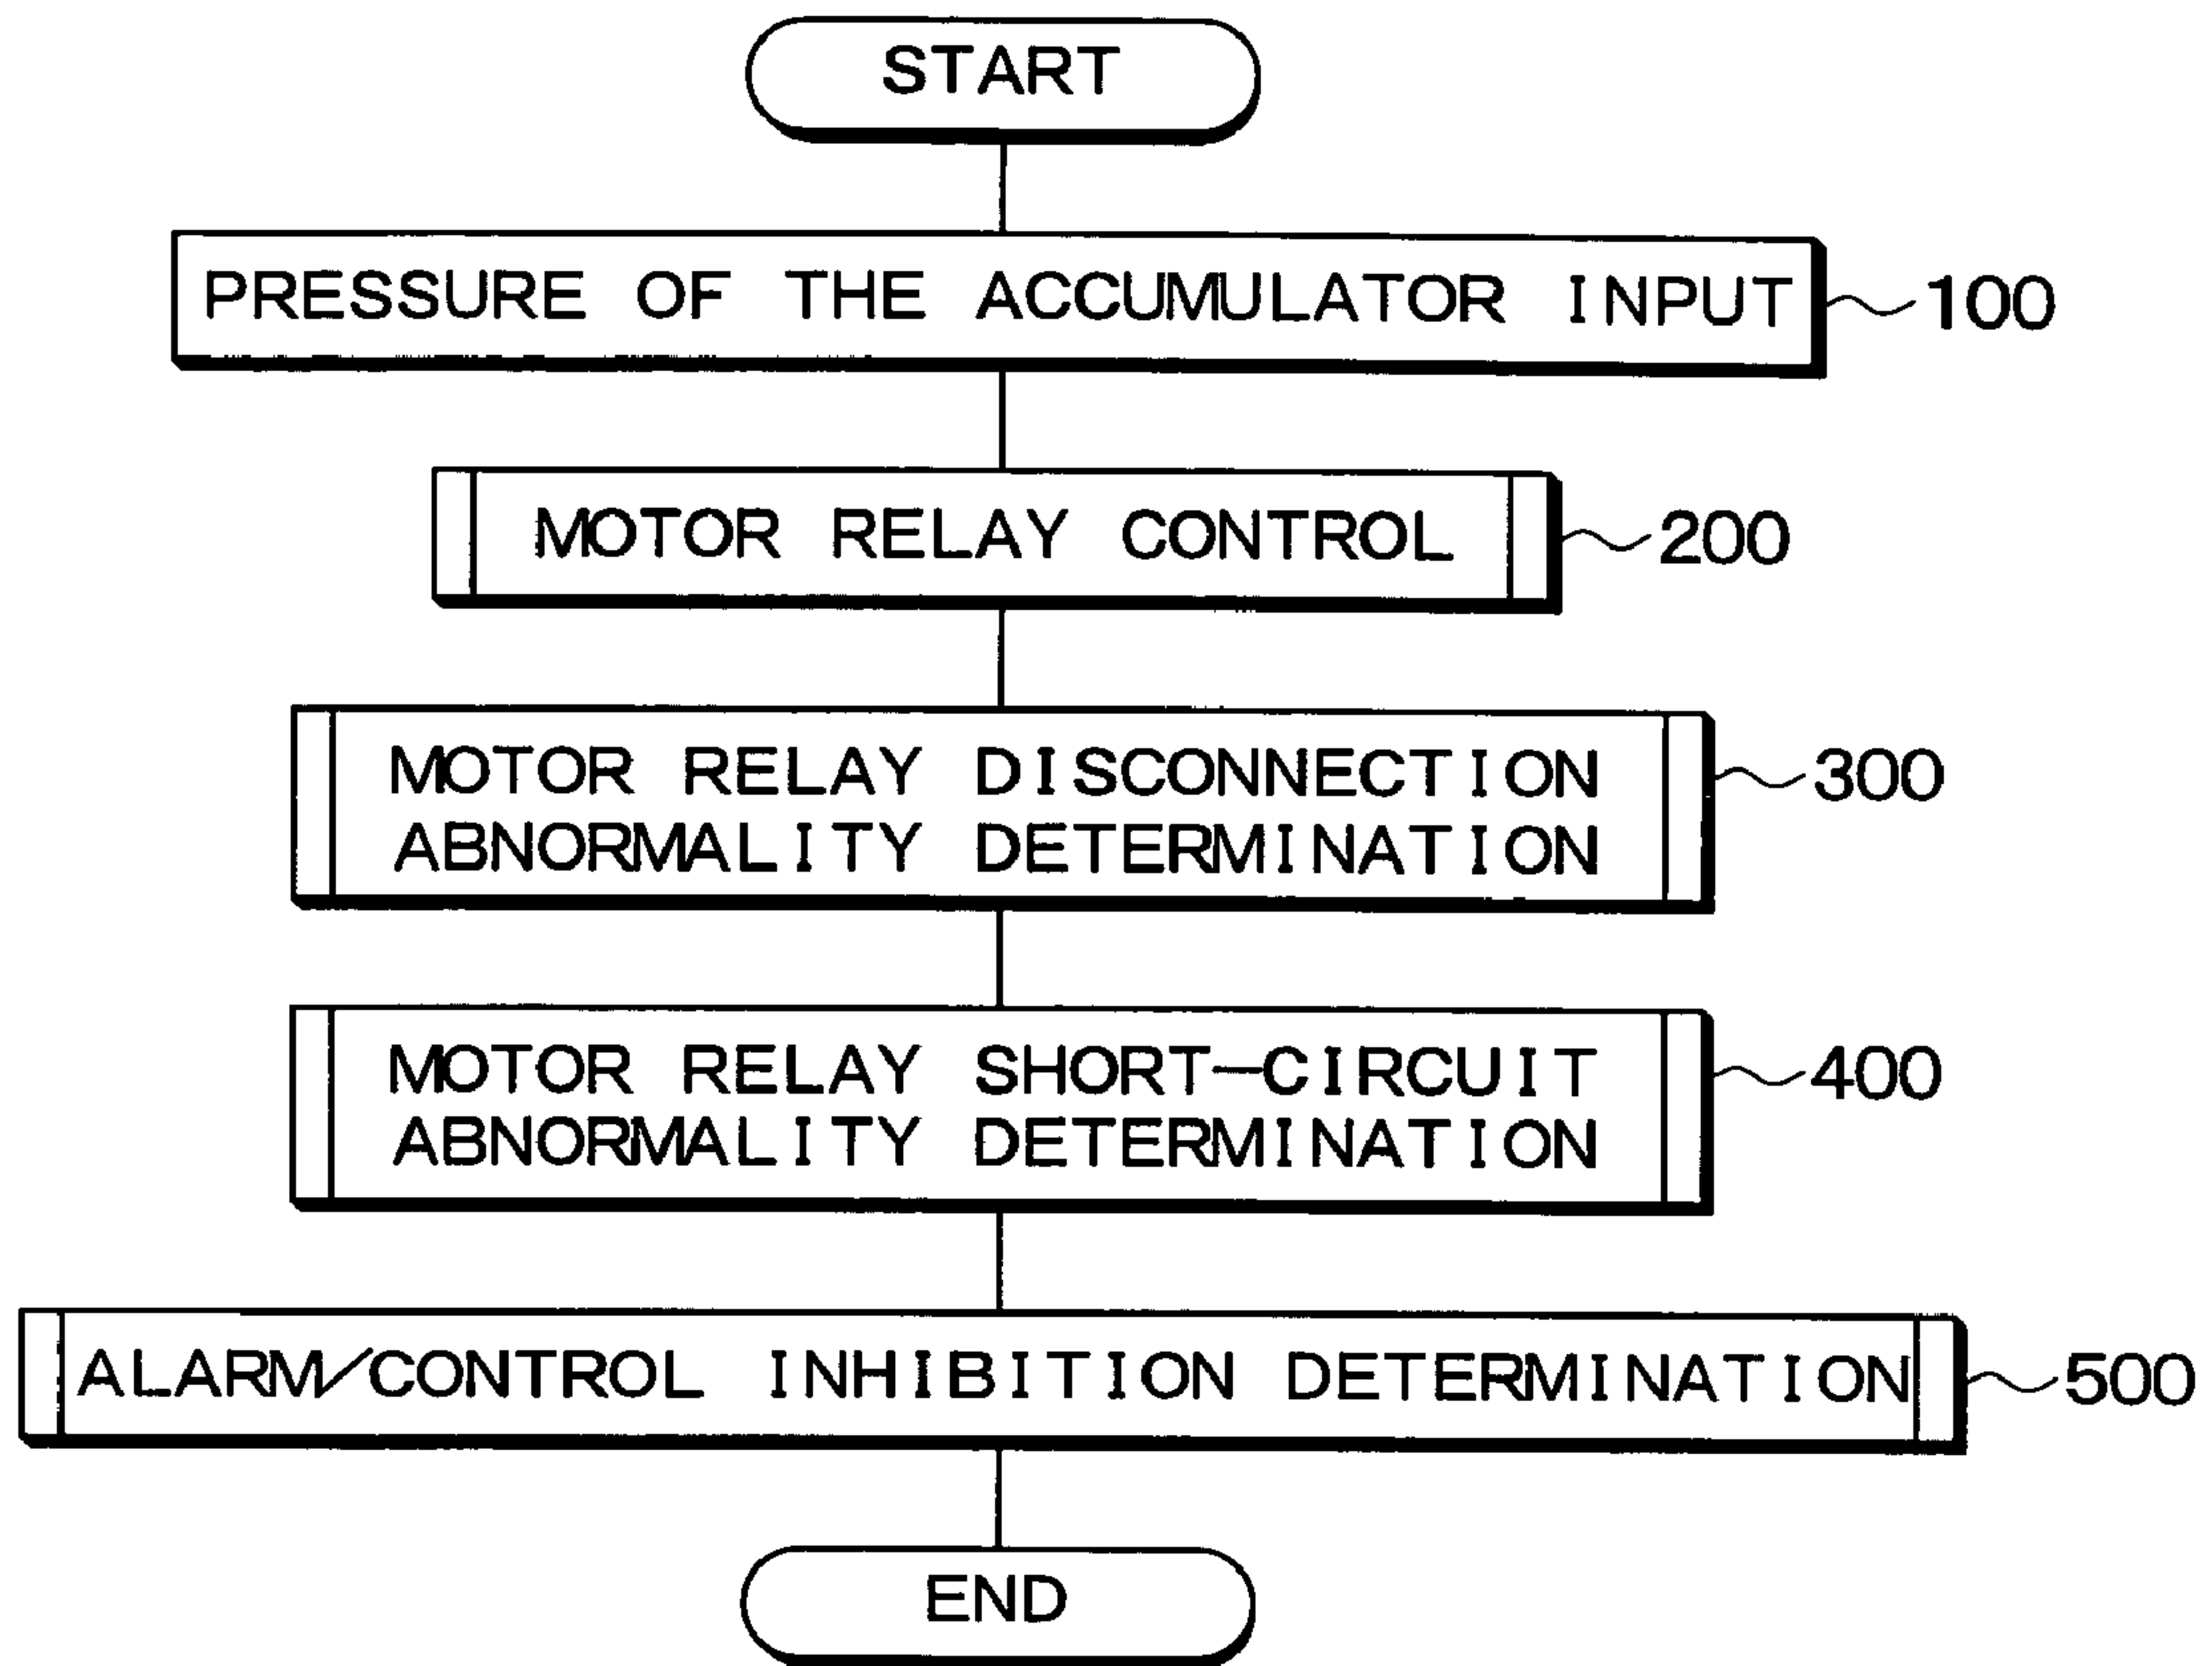 START
PRESSURE OF THE ACCUMULATOR INPUT 100
MOTOR RELAY CONTROL 200
MOTOR RELAY DISCONNECTION
ABNORMALITY DETERMINATION
300
MOTOR RELAY SHORT-CIRCUIT
ABNORMALITY DETERMINATION
400
ALARM/CONTROL INHIBITION DETERMINATION 500
END